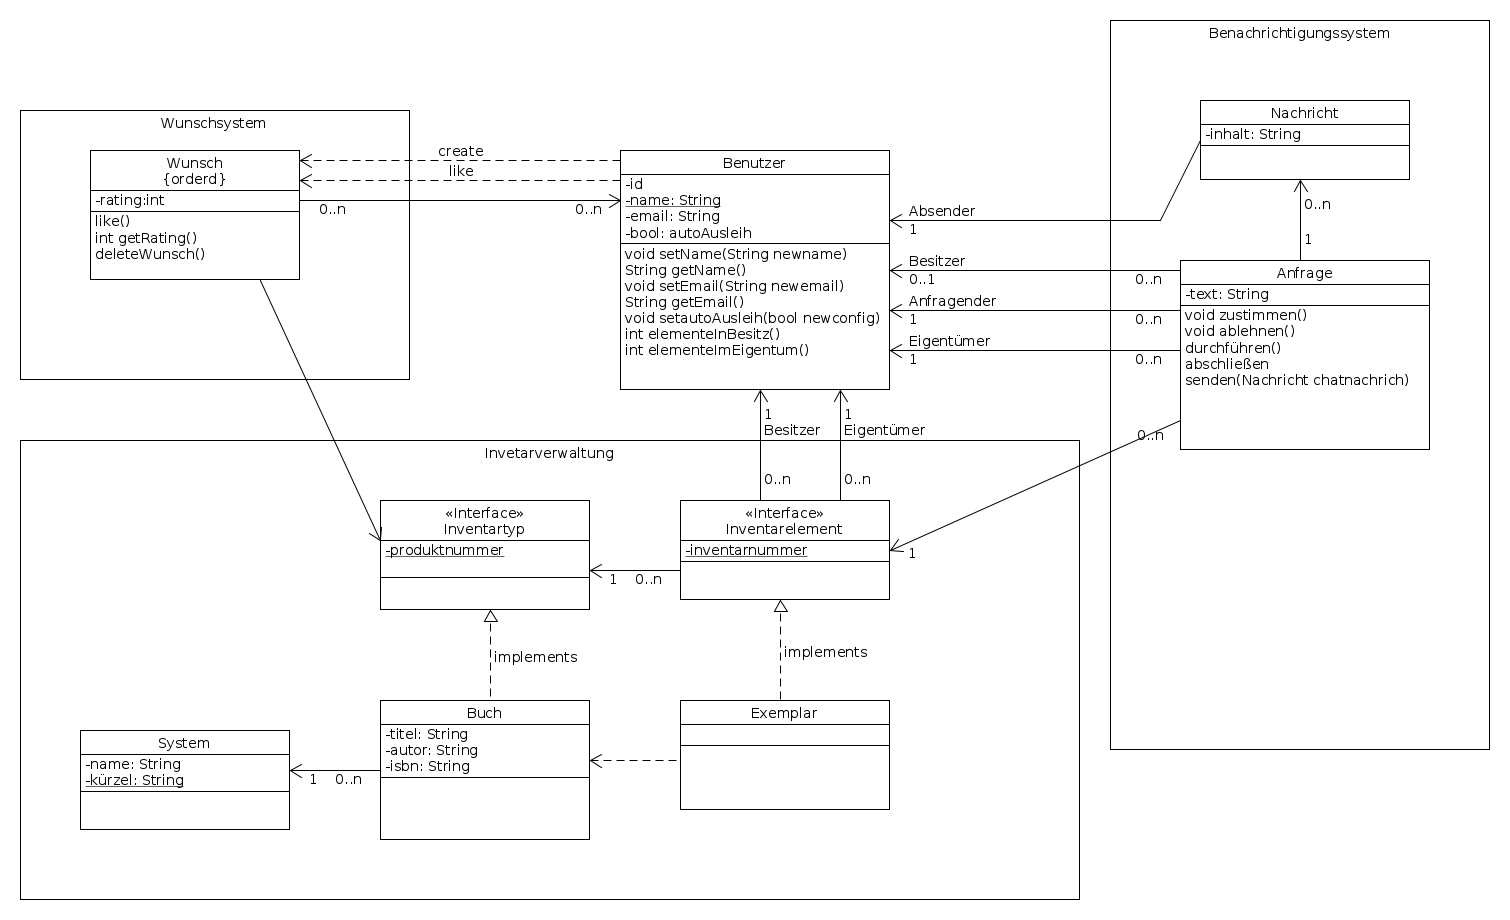 Benachrichtigungssystem
Nachricht
-inhalt: String
Wunschsystem
Wunsch
{orderd}
-rating:int
like()
int getRating()
deleteWunsch()
create
like
0..n
0..n
Benutzer
-id
-name: String
-email: String
-bool: autoAusleih
void setName(String newname)
String getName()
void setEmail(String newemail)
String getEmail()
void setautoAusleih(bool newconfig)
int elementeInBesitz()
int elementeImEigentum()
Absender
1
0..n
1
Besitzer
0..1
0..n
Anfragender
1
0..n
Eigentümer
1
0..n
Anfrage
-text: String
void zustimmen()
void ablehnen()
durchführen()
abschließen
senden(Nachricht chatnachrich)
0..n
1
1
Besitzer
0..n
1
Eigentümer
0..n
Invetarverwaltung
«Interface»
Inventartyp
-produktnummer
1
0..n
«Interface»
Inventarelement
-inventarnummer
implements
implements
Buch
-titel: String
-autor: String
-isbn: String
Exemplar
System
-name: String
-kürzel: String
1
0..n